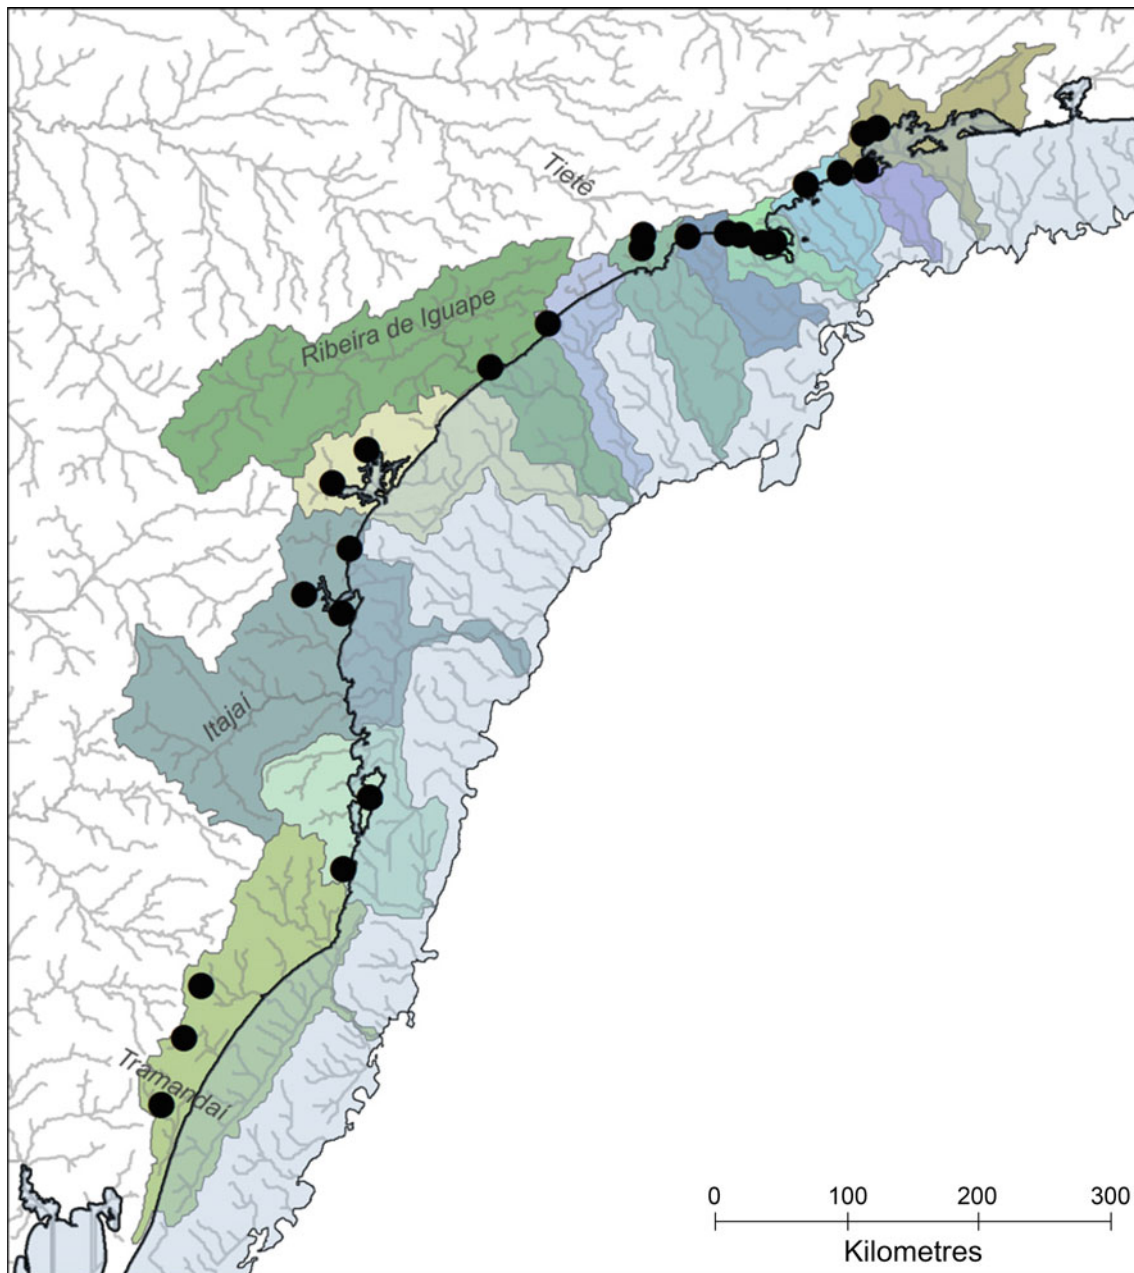 Tietê
Ribeira de Iguape
Itajaí
Tramandaí
0 100 200 300
Kilometres